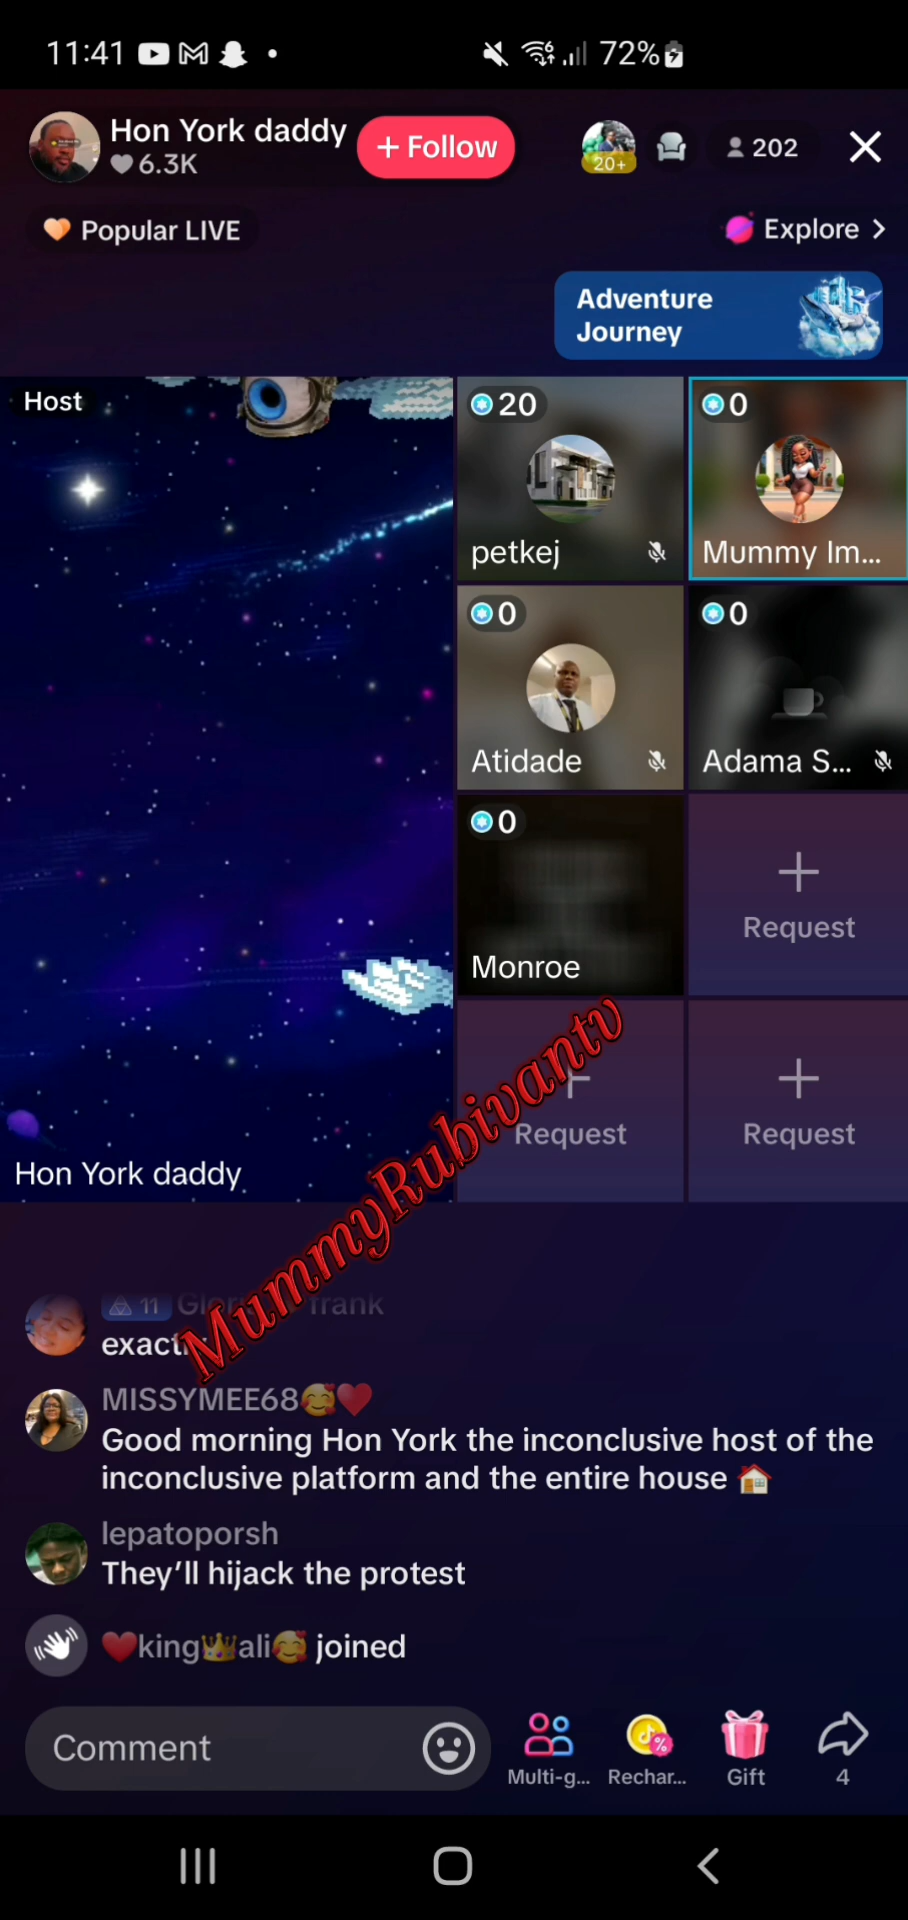 11:41
72%
Hon York daddy
6.3K
+ Follow
20+
202
Popular LIVE
Explore >
Adventure
Journey
Host
20
petkej
0
Mummy Im...
0
Atidade
0
Adama S...
0
Monroe
Request
Request
Request
Hon York daddy
MummyRubivantv
11
frank
MISSYMEE68🥰❤️
Good morning Hon York the inconclusive host of the
inconclusive platform and the entire house 🏠
lepatoporsh
They’ll hijack the protest
❤️king👑ali🥰 joined
Comment
Multi-g...
Rechar...
Gift
4